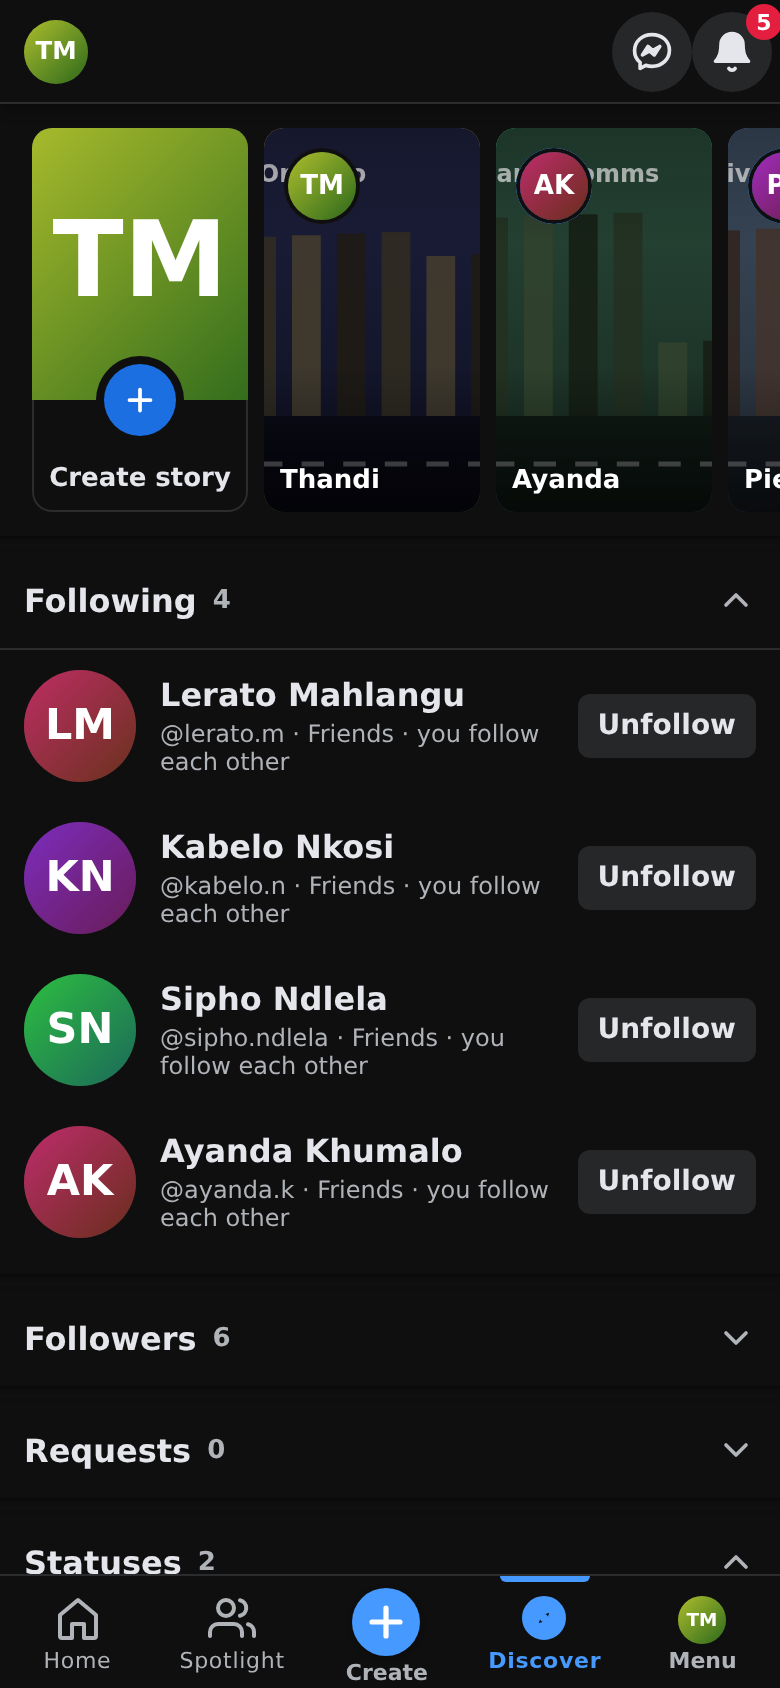 TM
5
TM
Create story
TM
Thandi
AK
omms
Ayanda
Following 4
LM
Lerato Mahlangu
@lerato.m · Friends · you follow
each other
Unfollow
KN
Kabelo Nkosi
@kabelo.n · Friends · you follow
each other
Unfollow
SN
Sipho Ndlela
@sipho.ndlela · Friends · you
follow each other
Unfollow
AK
Ayanda Khumalo
@ayanda.k · Friends · you follow
each other
Unfollow
Followers 6
Requests 0
Statuses 2
Home
Spotlight
Create
Discover
TM
Menu